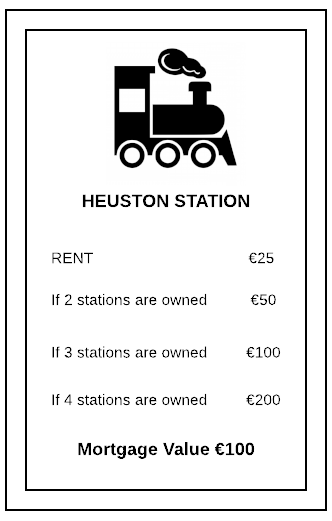 HEUSTON STATION
RENT €25
If 2 stations are owned €50
If 3 stations are owned €100
If 4 stations are owned €200
Mortgage Value €100